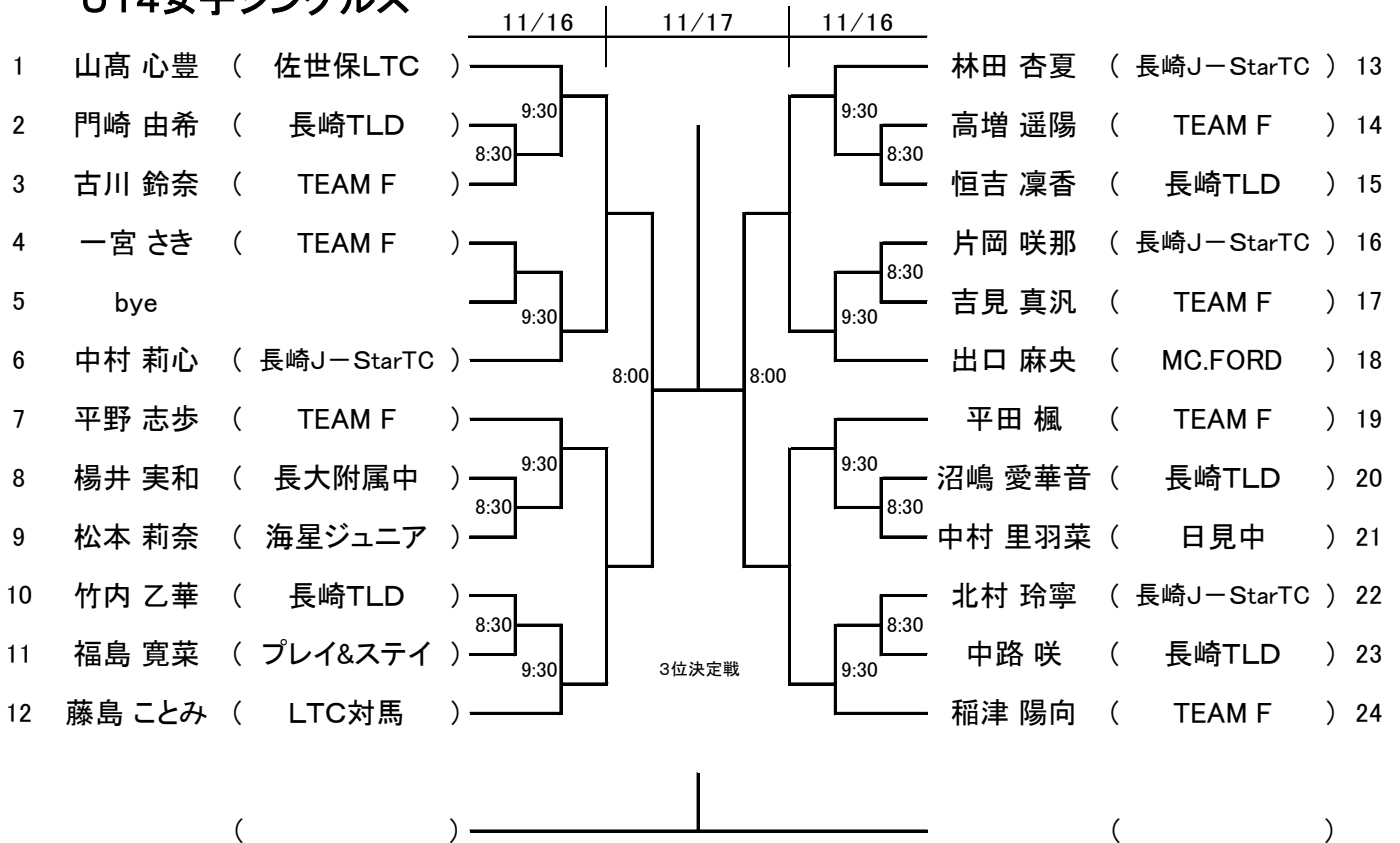 U14女子シングルス
11/16 11/17 11/16
1 山髙 心豊 ( 佐世保LTC ) 林田 杏夏 ( 長崎J-StarTC ) 13
9:30 9:30
2 門崎 由希 ( 長崎TLD ) 高増 遥陽 ( TEAM F ) 14
8:30 8:30
3 古川 鈴奈 ( TEAM F ) 恒吉 凜香 ( 長崎TLD ) 15
4 一宮 さき ( TEAM F ) 片岡 咲那 ( 長崎J-StarTC ) 16
8:30
5 bye 吉見 真汎 ( TEAM F ) 17
9:30 9:30
6 中村 莉心 ( 長崎J-StarTC ) 出口 麻央 ( MC.FORD ) 18
8:00 8:00
7 平野 志歩 ( TEAM F ) 平田 楓 ( TEAM F ) 19
9:30 9:30
8 楊井 実和 ( 長大附属中 ) 沼嶋 愛華音 ( 長崎TLD ) 20
8:30 8:30
9 松本 莉奈 ( 海星ジュニア ) 中村 里羽菜 ( 日見中 ) 21
10 竹内 乙華 ( 長崎TLD ) 北村 玲寧 ( 長崎J-StarTC ) 22
8:30 8:30
11 福島 寛菜 ( プレイ&ステイ ) 中路 咲 ( 長崎TLD ) 23
9:30 3位決定戦 9:30
12 藤島 ことみ ( LTC対馬 ) 稲津 陽向 ( TEAM F ) 24
( ) ( )